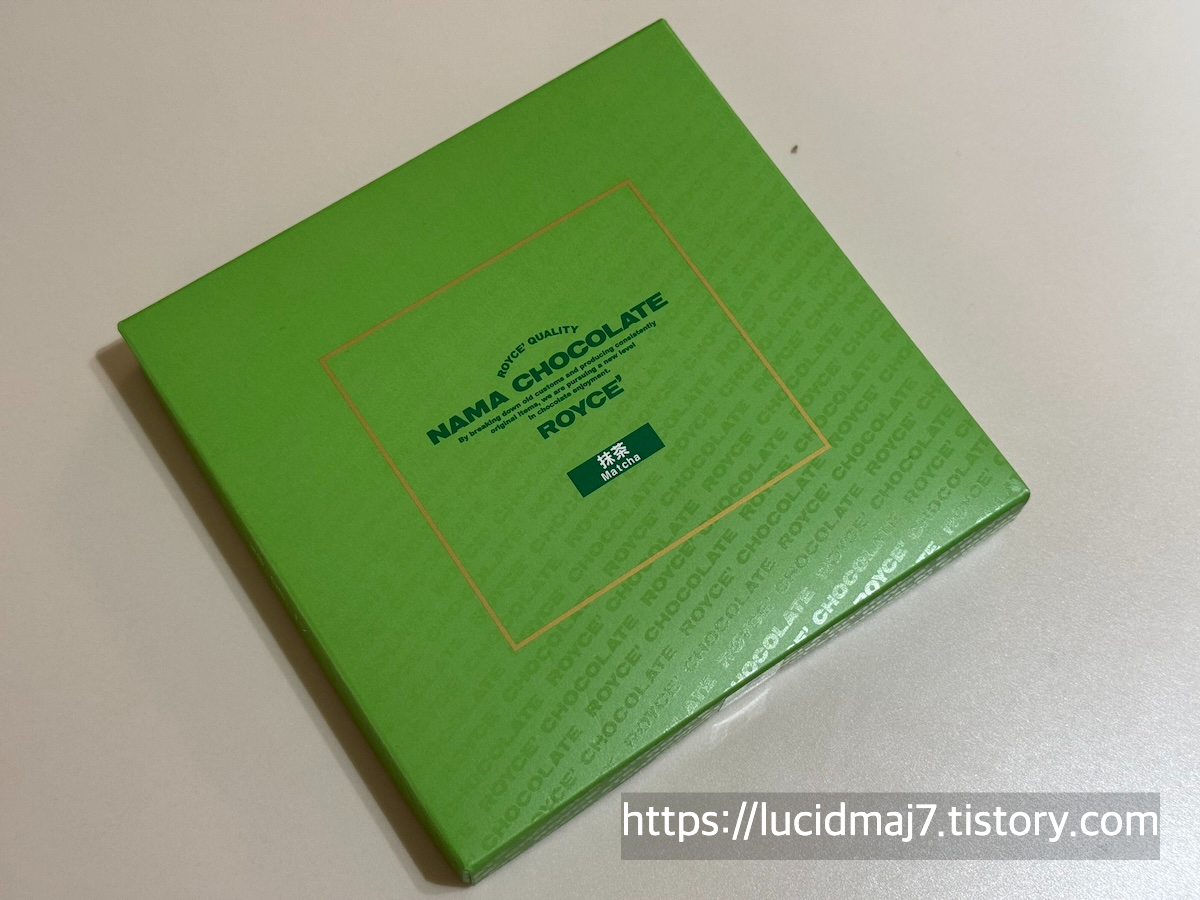 ROYCE' QUALITY
NAMA CHOCOLATE
By breaking down old customs and producing consistently
original items, we are pursuing a new level
in chocolate enjoyment.
ROYCE'
抹茶
Matcha
ROYCE' CHOCOLATE ROYCE' CHOCOLATE
https://lucidmaj7.tistory.com